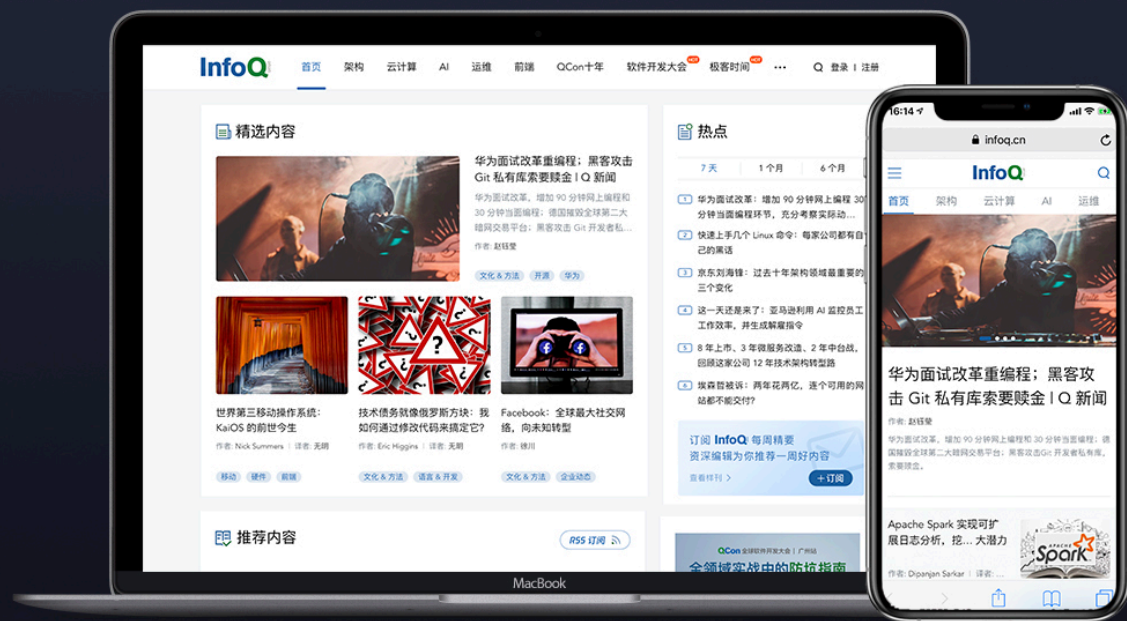 InfoQ
首页 架构 云计算 AI 运维 前端 QCon十年 软件开发大会 HOT 极客时间 HOT ••• 登录 | 注册
精选内容
华为面试改革重编程；黑客攻击
Git 私有库索要赎金 | Q 新闻
华为面试改革，增加 90 分钟网上编程和
30 分钟当面编程；德国摧毁全球第二大
暗网交易平台；黑客攻击 Git 开发者私...
作者: 赵钰莹
文化 & 方法 开源 华为
世界第三移动操作系统：
KaiOS 的前世今生
作者: Nick Summers | 译者: 无明
移动 硬件 前端
技术债务就像俄罗斯方块：我
如何通过修改代码来搞定它?
作者: Eric Higgins | 译者: 无明
文化 & 方法 语言 & 开发
Facebook：全球最大社交网
络，向未知转型
作者: 徐川
文化 & 方法 企业动态
推荐内容
RSS 订阅
热点
7 天 1 个月 6 个月
1 华为面试改革：增加 90 分钟网上编程 30
分钟当面编程环节，充分考察实际动...
2 快速上手几个 Linux 命令：每家公司都有自
己的黑话
3 京东刘海锋：过去十年架构领域最重要的
三个变化
4 这一天还是来了：亚马逊利用 AI 监控员工
工作效率，并生成解雇指令
5 8 年上市、3 年微服务改造、2 年中台战，
回顾这家公司 12 年技术架构转型路
6 埃森哲被诉：两年花两亿，连个可用的网
站都不能交付?
订阅 InfoQ 每周精要
资深编辑为你推荐一周好内容
查看样刊 >
+订阅
QCon 全球软件开发大会 | 广州站
全领域实战中的防坑指南
MacBook
16:14
infoq.cn
InfoQ
首页 架构 云计算 AI 运维
华为面试改革重编程；黑客攻
击 Git 私有库索要赎金 | Q 新闻
作者: 赵钰莹
华为面试改革，增加 90 分钟网上编程和 30 分钟当面编程；德
国摧毁全球第二大暗网交易平台；黑客攻击Git 开发者私有库，
索要赎金。
Apache Spark 实现可扩
展日志分析，挖... 大潜力
作者: Dipanjan Sarkar | 译者: ...
APACHE
Spark